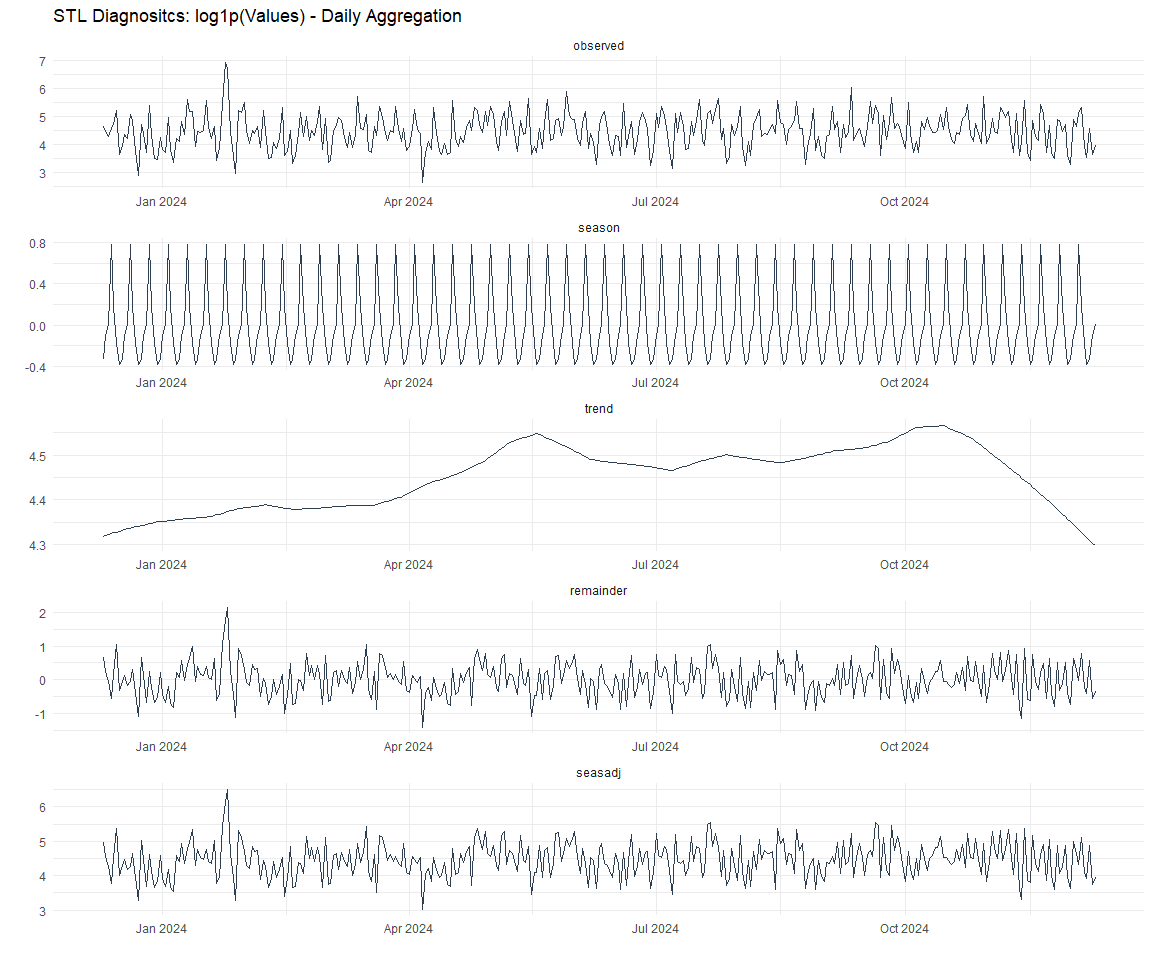 STL Diagnositcs: log1p(Values) - Daily Aggregation
observed
7
6
5
4
3
Jan 2024 Apr 2024 Jul 2024 Oct 2024
season
0.8
0.4
0.0
-0.4
Jan 2024 Apr 2024 Jul 2024 Oct 2024
trend
4.5
4.4
4.3
Jan 2024 Apr 2024 Jul 2024 Oct 2024
remainder
2
1
0
-1
Jan 2024 Apr 2024 Jul 2024 Oct 2024
seasadj
6
5
4
3
Jan 2024 Apr 2024 Jul 2024 Oct 2024